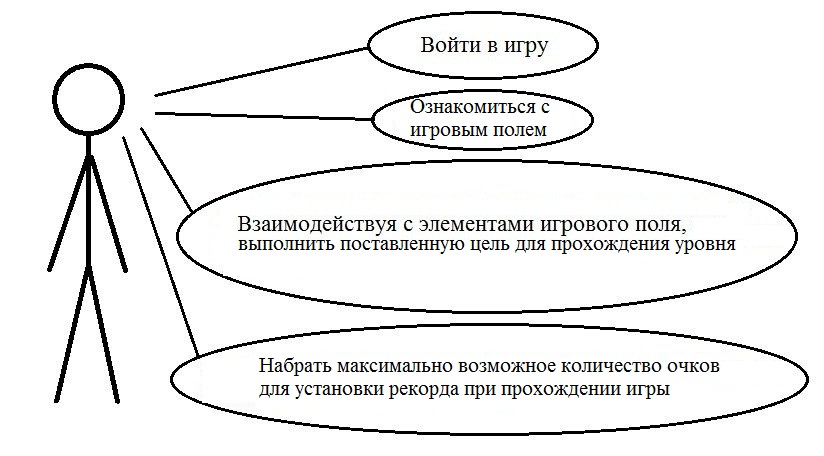 Войти в игру
Ознакомиться с
игровым полем
Взаимодействуя с элементами игрового поля,
выполнить поставленную цель для прохождения уровня
Набрать максимально возможное количество очков
для установки рекорда при прохождении игры